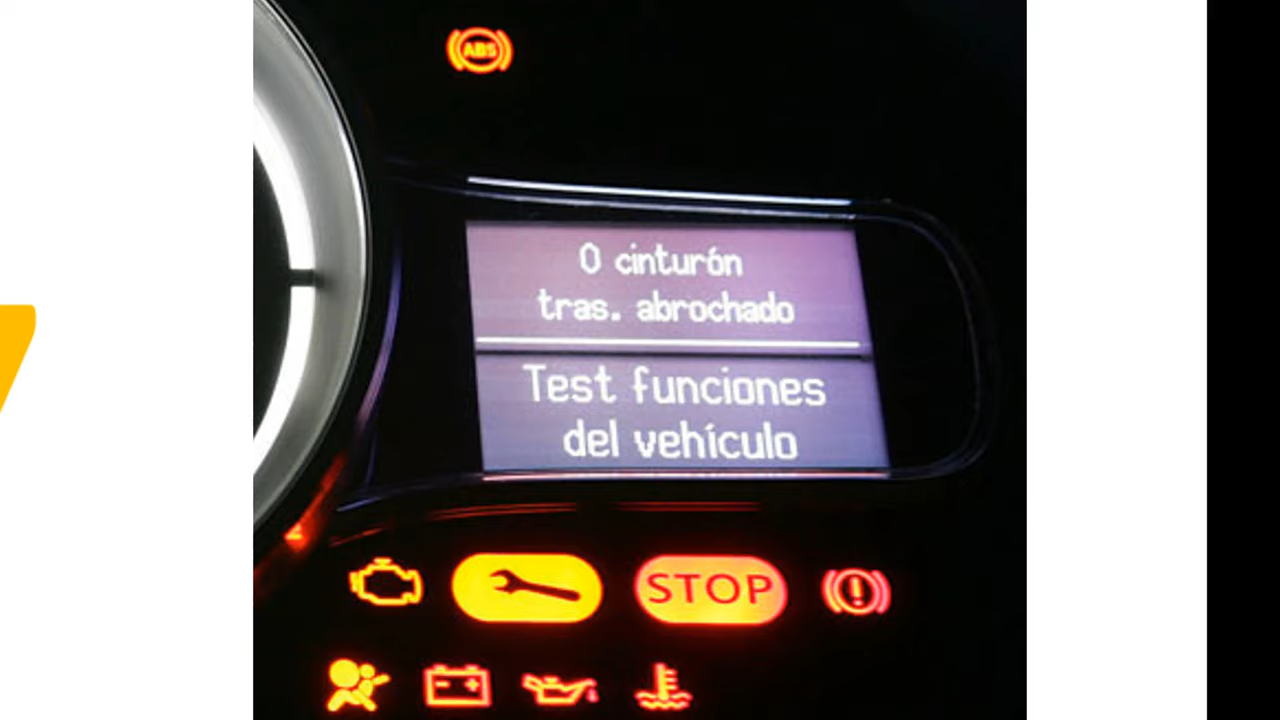 ABS
0 cinturón
tras. abrochado
Test funciones
del vehículo
STOP